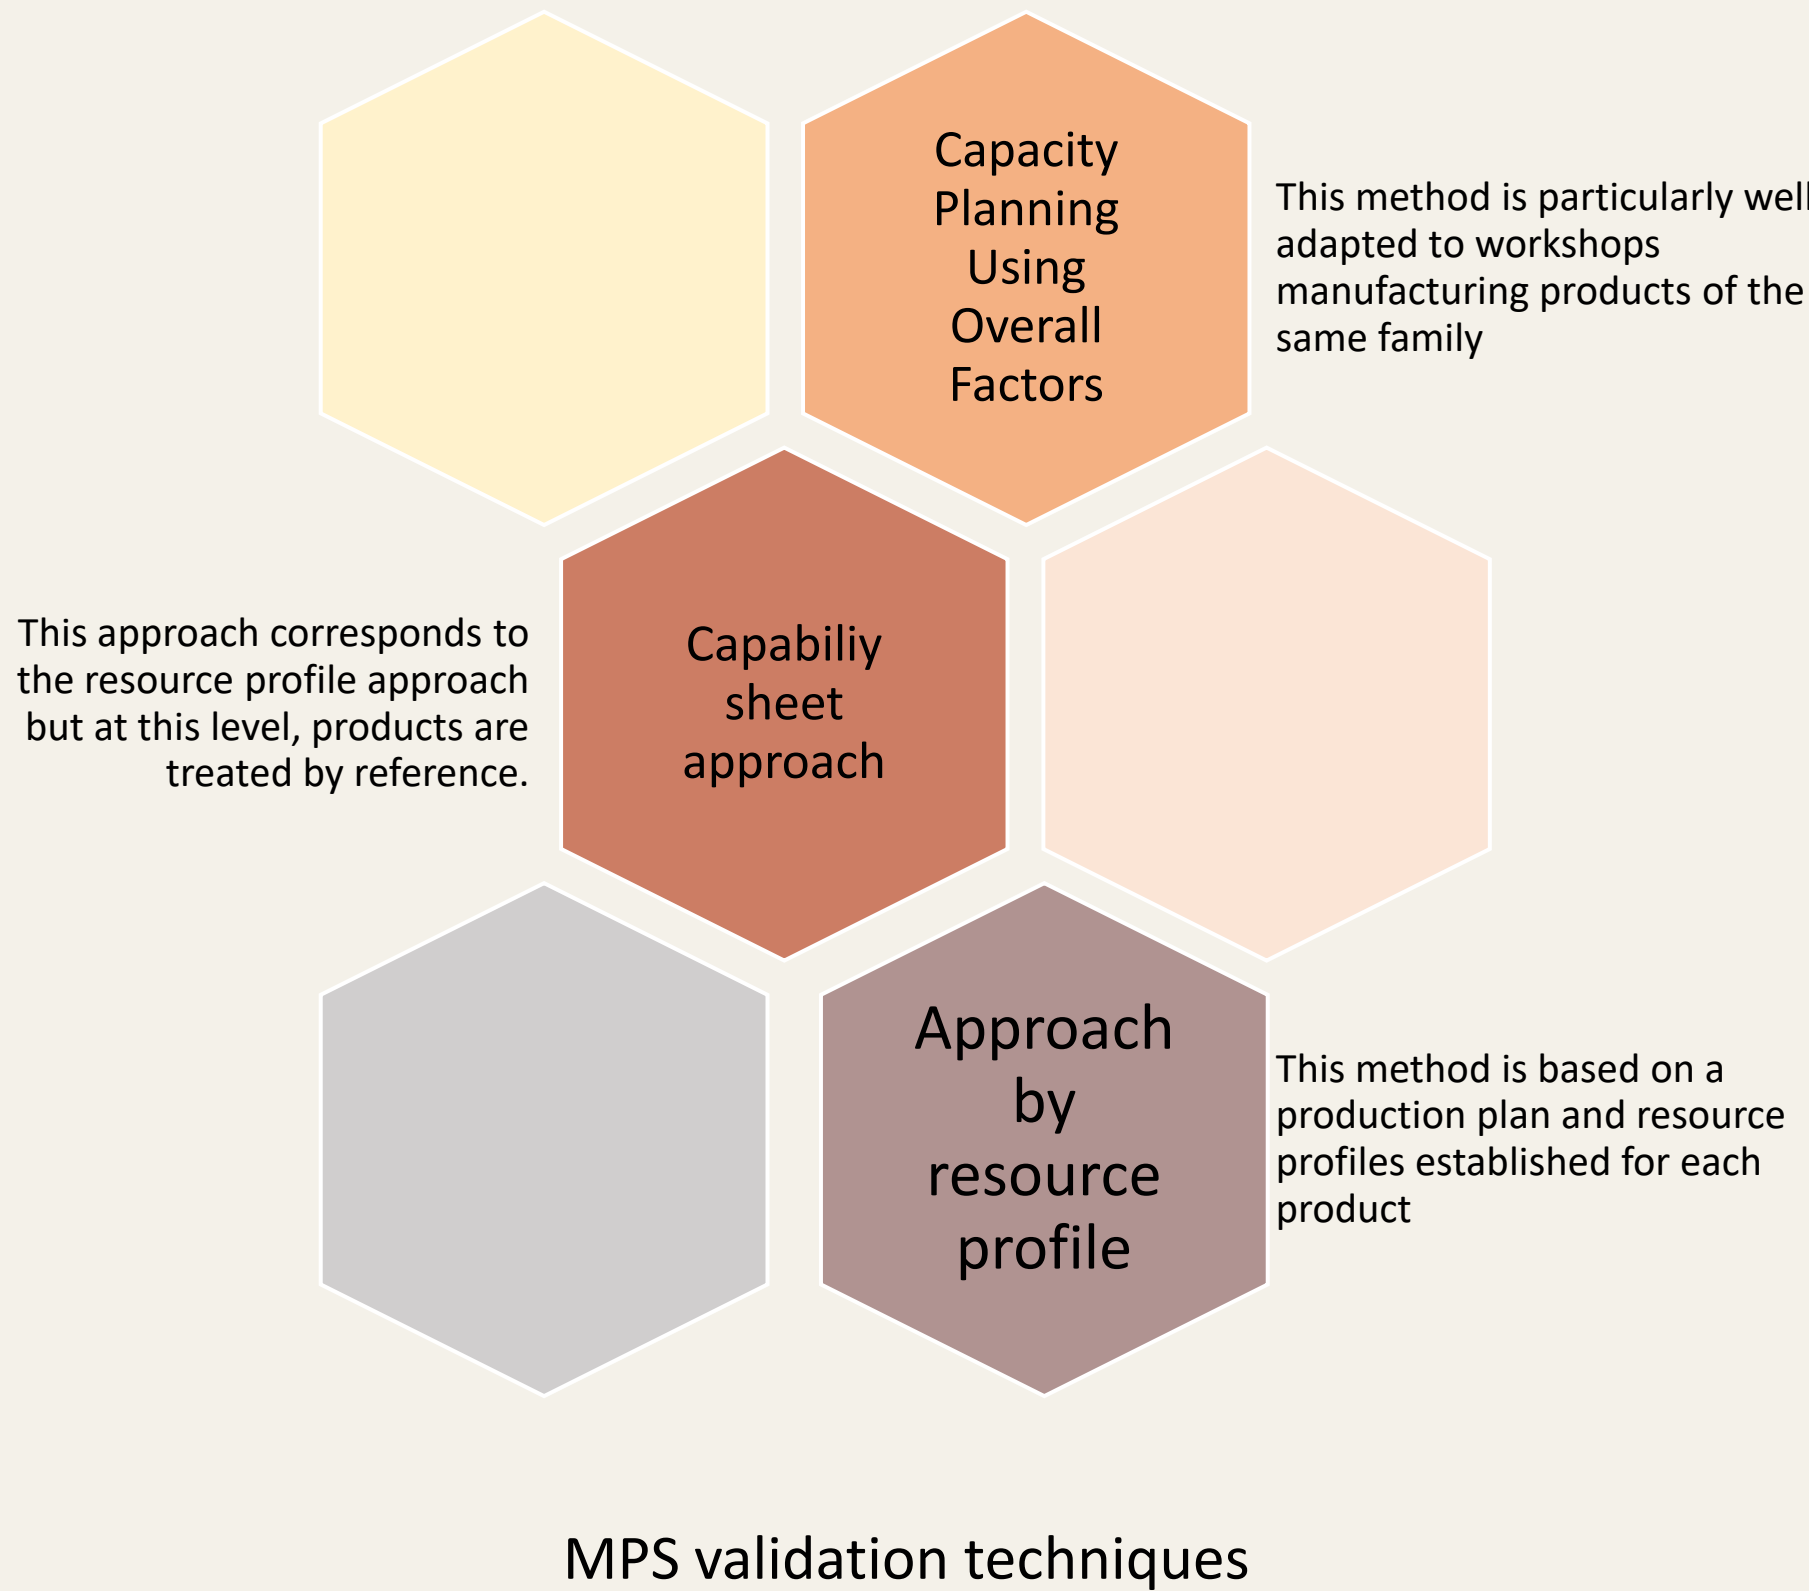 Capacity
Planning
Using
Overall
Factors
This method is particularly well
adapted to workshops
manufacturing products of the
same family
This approach corresponds to
the resource profile approach
but at this level, products are
treated by reference.
Capabiliy
sheet
approach
Approach
by
resource
profile
This method is based on a
production plan and resource
profiles established for each
product
MPS validation techniques